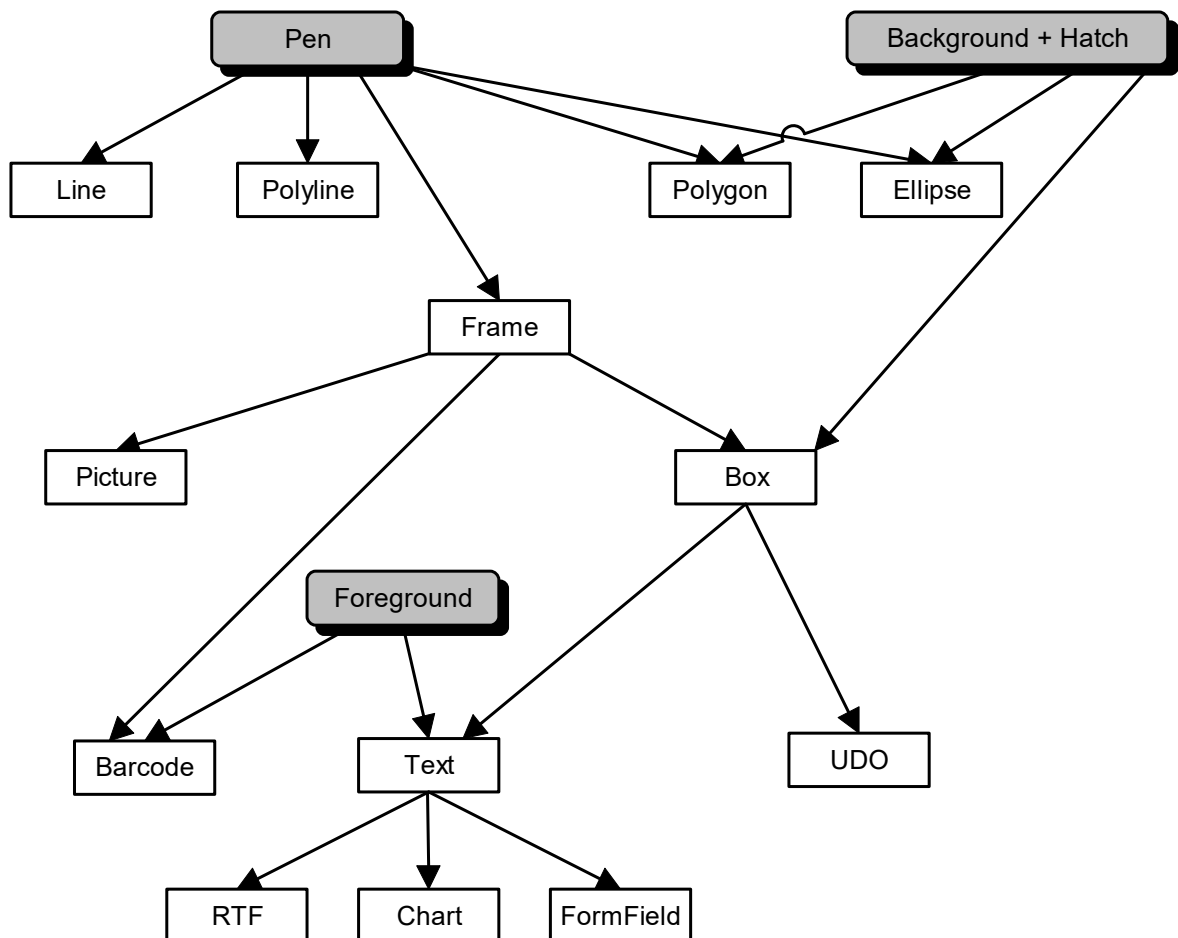 Pen
Background + Hatch
Line
Polyline
Polygon
Ellipse
Frame
Picture
Box
Foreground
Barcode
Text
UDO
RTF
Chart
FormField